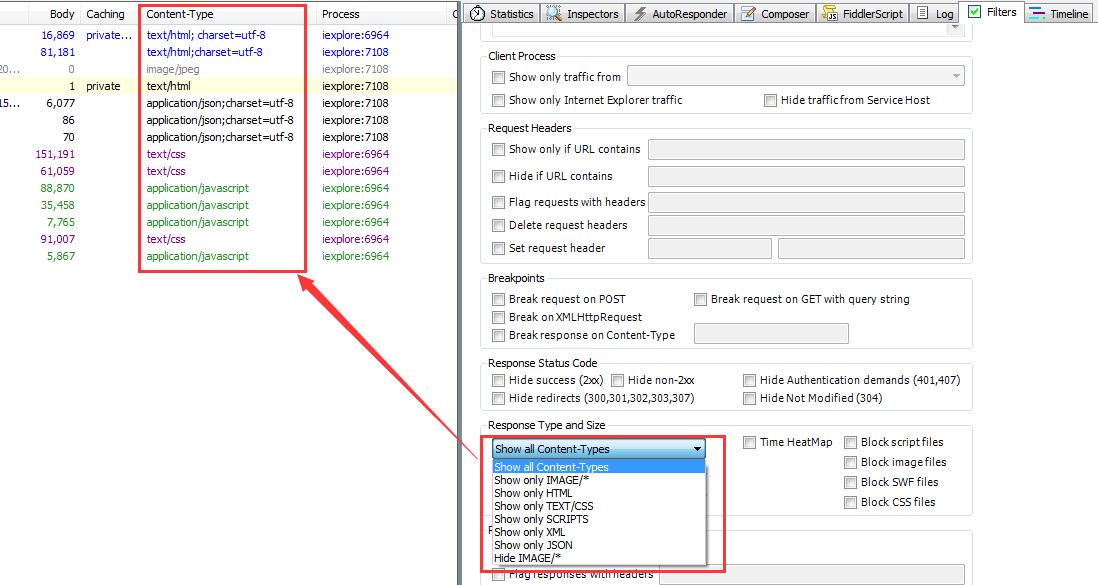 Body Caching Content-Type Process
16,869 private... text/html; charset=utf-8 iexplore:6964
81,181 text/html;charset=utf-8 iexplore:7108
20... 0 image/jpeg iexplore:7108
1 private text/html iexplore:7108
15... 6,077 application/json;charset=utf-8 iexplore:7108
86 application/json;charset=utf-8 iexplore:7108
70 application/json;charset=utf-8 iexplore:7108
151,191 text/css iexplore:6964
61,059 text/css iexplore:6964
88,870 application/javascript iexplore:6964
35,458 application/javascript iexplore:6964
7,765 application/javascript iexplore:6964
91,007 text/css iexplore:6964
5,867 application/javascript iexplore:6964
Statistics Inspectors AutoResponder Composer FiddlerScript Log Filters Timeline
Client Process
Show only traffic from
Show only Internet Explorer traffic Hide traffic from Service Host
Request Headers
Show only if URL contains
Hide if URL contains
Flag requests with headers
Delete request headers
Set request header
Breakpoints
Break request on POST Break request on GET with query string
Break on XMLHttpRequest
Break response on Content-Type
Response Status Code
Hide success (2xx) Hide non-2xx Hide Authentication demands (401,407)
Hide redirects (300,301,302,303,307) Hide Not Modified (304)
Response Type and Size
Show all Content-Types Time HeatMap Block script files
Show all Content-Types Block image files
Show only IMAGE/* Block SWF files
Show only HTML Block CSS files
Show only TEXT/CSS
Show only SCRIPTS
Show only XML
Show only JSON
Hide IMAGE/*
Flag responses with headers